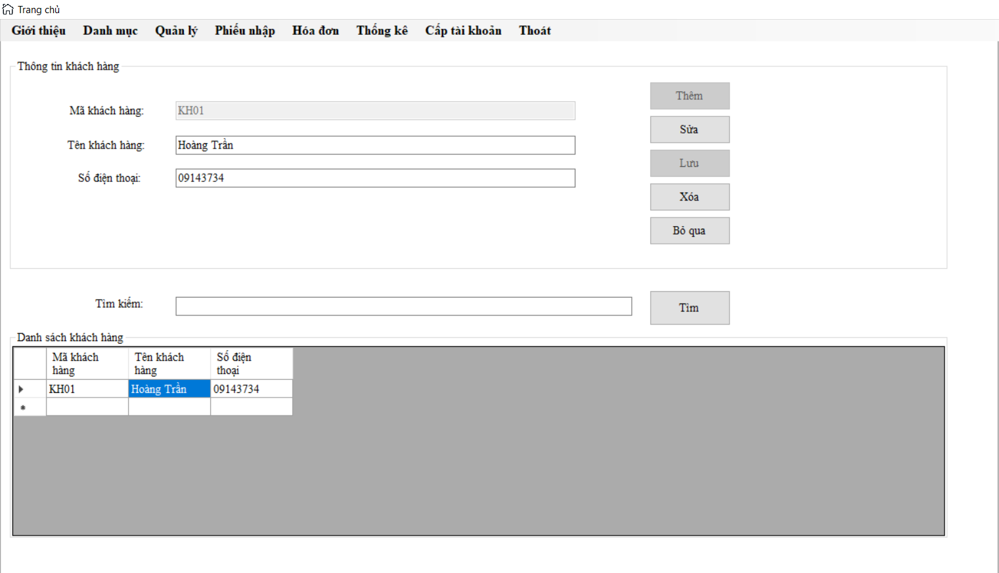 Trang chủ
Giới thiệu Danh mục Quản lý Phiếu nhập Hóa đơn Thống kê Cấp tài khoản Thoát
Thông tin khách hàng
Mã khách hàng: KH01
Tên khách hàng: Hoàng Trần
Số điện thoại: 09143734
Thêm
Sửa
Lưu
Xóa
Bỏ qua
Tìm kiếm:
Tìm
Danh sách khách hàng
Mã khách hàng Tên khách hàng Số điện thoại
KH01 Hoàng Trần 09143734